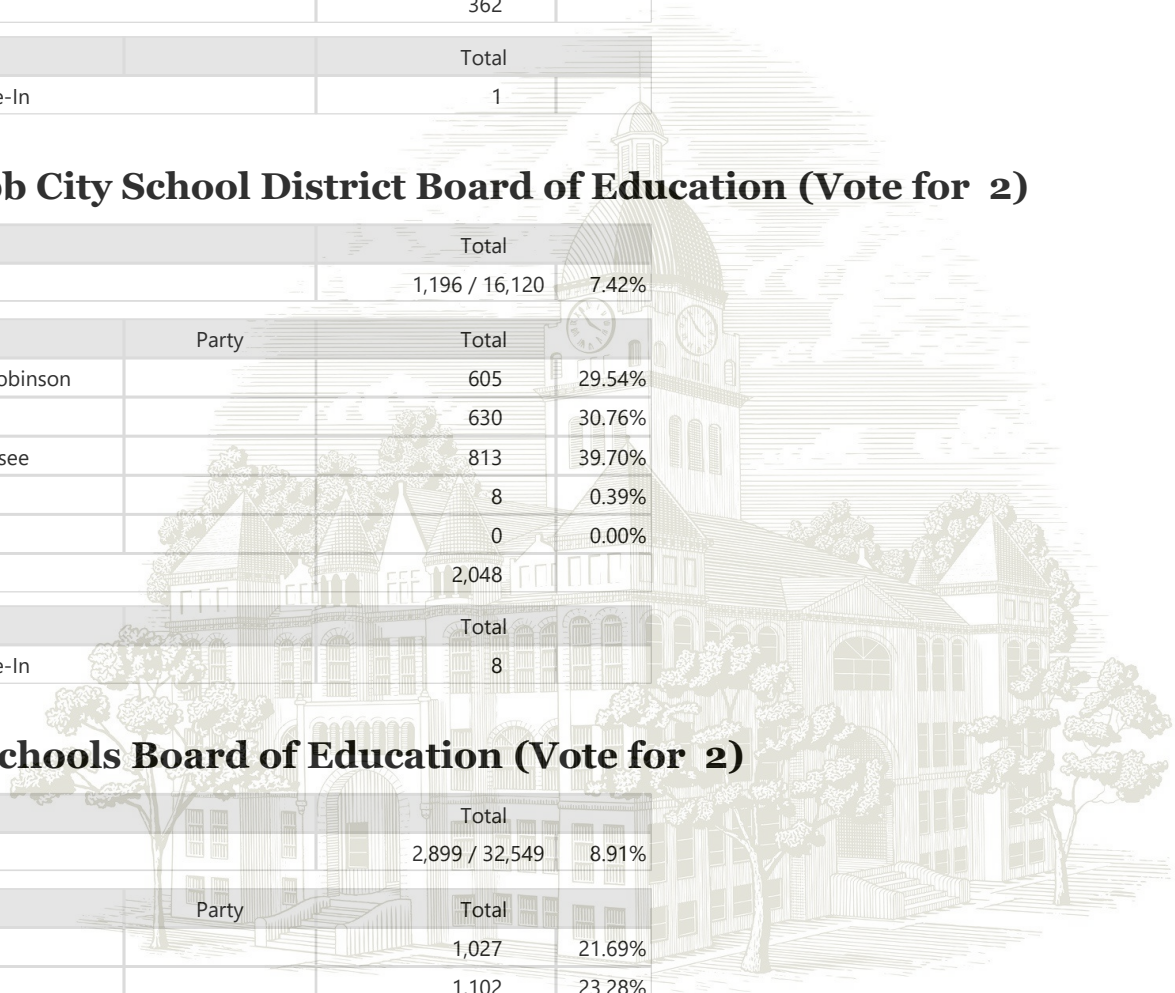 362
Total
e-In 1
b City School District Board of Education (Vote for 2)
Total
1,196 / 16,120 7.42%
Party Total
obinson 605 29.54%
630 30.76%
see 813 39.70%
8 0.39%
0 0.00%
2,048
Total
e-In 8
chools Board of Education (Vote for 2)
Total
2,899 / 32,549 8.91%
Party Total
1,027 21.69%
1,102 23.28%